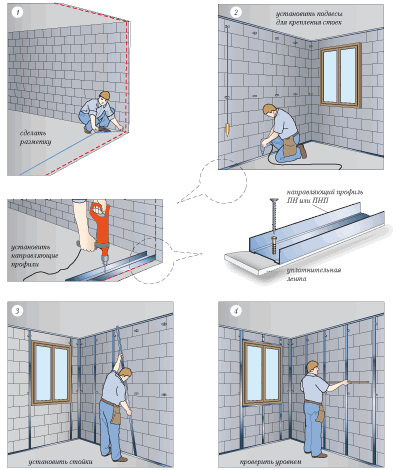 1
сделать
разметку
2
установить подвесы
для крепления стоек
установить
направляющие
профили
направляющий профиль
ПН или ПНП
уплотнительная
лента
3
установить стойки
4
проверить уровнем